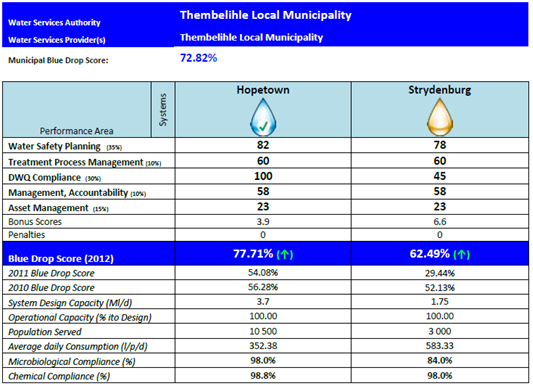 Water Services Authority Thembelihle Local Municipality
Water Services Provider(s) Thembelihle Local Municipality
Municipal Blue Drop Score: 72.82%
Performance Area Systems Hopetown Strydenburg
Water Safety Planning (35%) 82 78
Treatment Process Management (10%) 60 60
DWQ Compliance (30%) 100 45
Management, Accountability (10%) 58 58
Asset Management (15%) 23 23
Bonus Scores 3.9 6.6
Penalties 0 0
Blue Drop Score (2012) 77.71% (↑) 62.49% (↑)
2011 Blue Drop Score 54.08% 29.44%
2010 Blue Drop Score 56.28% 52.13%
System Design Capacity (Ml/d) 3.7 1.75
Operational Capacity (% ito Design) 100.00 100.00
Population Served 10 500 3 000
Average daily Consumption (l/p/d) 352.38 583.33
Microbiological Compliance (%) 98.0% 84.0%
Chemical Compliance (%) 98.8% 98.0%